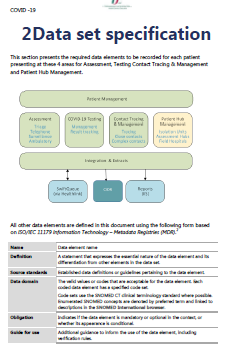 COVID -19
2Data set specification
This section presents the required data elements to be recorded for each patient
presenting at these 4 areas for Assessment, Testing Contact Tracing & Management
and Patient Hub Management.
Patient Management
Assessment
Triage
Telephone
Surveillance
Ambulatory
COVID-19 Testing
Management
Result tracking
Contact Tracing
& Management
Tracing
Observations
Complex contacts
Patient Hub
Management
Isolation Units
Assessment Hubs
Field Hospitals
Integration & Extracts
SwiftQueue
(via Healthlink)
CRM
Reports
(BI)
All other data elements are defined in this document using the following form based
on ISO/IEC 11179 Information Technology – Metadata Registries (MDR).
Name
Data element name
Definition
A statement that expresses the essential nature of the data element and its
differentiation from other elements in the data set.
Source standards
Established data definitions or guidelines pertaining to the data element.
Data domain
The valid values or codes that are acceptable for the data element. Each
coded data element has a specified code set.
Code sets use the SNOMED CT clinical terminology standard where possible.
Enumerated SNOMED concepts are denoted by preferred term and linked to
descriptions in the SNOMED International browser.
Obligation
Indicates if the data element is mandatory or optional in the context, or
whether its appearance is conditional.
Guide for use
Additional guidance to inform the use of the data element, including
verification rules.